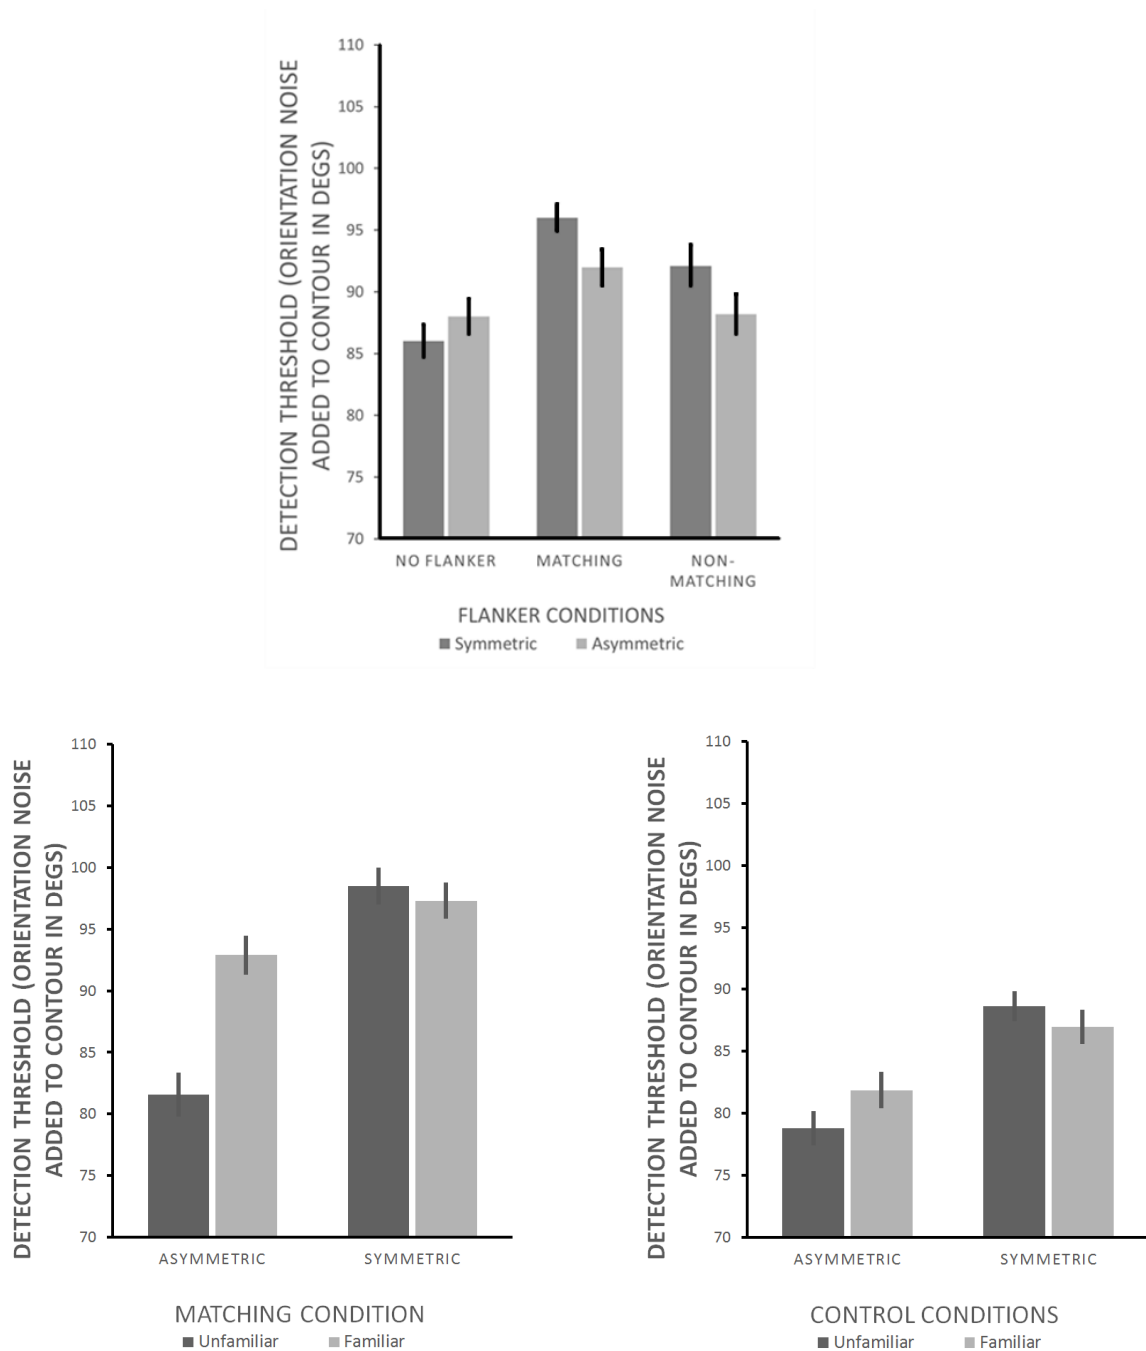 DETECTION THRESHOLD (ORIENTATION NOISE
ADDED TO CONTOUR IN DEGS)
110
105
100
95
90
85
80
75
70
NO FLANKER
MATCHING
NON-
MATCHING
FLANKER CONDITIONS
Symmetric
Asymmetric
DETECTION THRESHOLD (ORIENTATION NOISE
ADDED TO CONTOUR IN DEGS)
110
105
100
95
90
85
80
75
70
ASYMMETRIC
SYMMETRIC
MATCHING CONDITION
Unfamiliar
Familiar
DETECTION THRESHOLD (ORIENTATION NOISE
ADDED TO CONTOUR IN DEGS)
110
105
100
95
90
85
80
75
70
ASYMMETRIC
SYMMETRIC
CONTROL CONDITIONS
Unfamiliar
Familiar